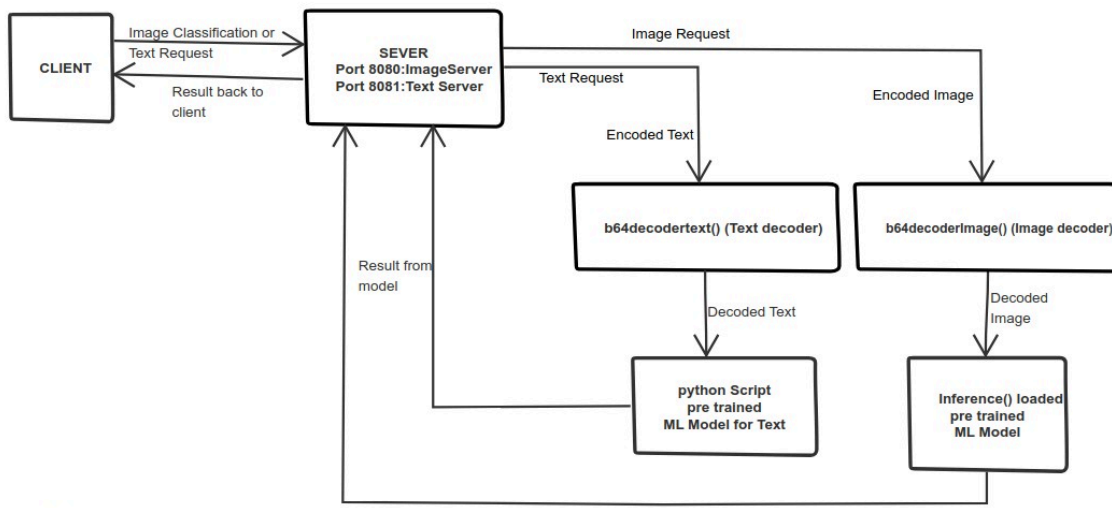 CLIENT
Image Classification or
Text Request
Result back to
client
SEVER
Port 8080:ImageServer
Port 8081:Text Server
Image Request
Text Request
Encoded Image
Encoded Text
b64decodertext() (Text decoder)
b64decoderImage() (Image decoder)
Result from
model
Decoded Text
Decoded
Image
python Script
pre trained
ML Model for Text
Inference() loaded
pre trained
ML Model